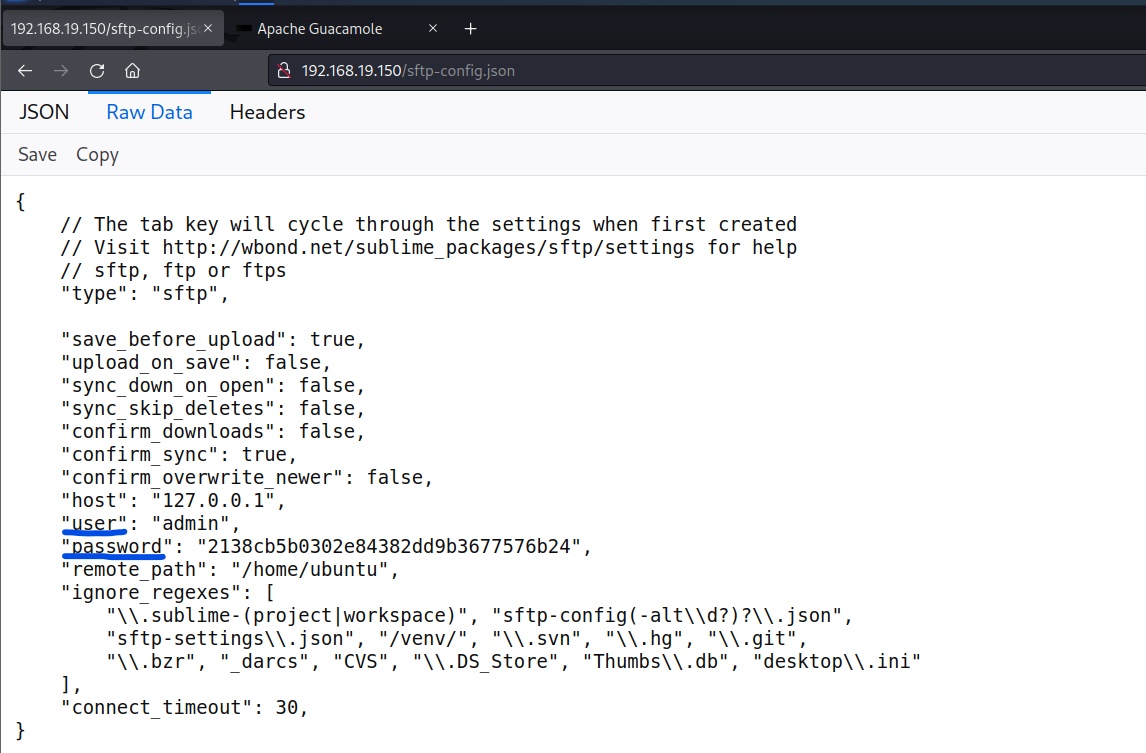 192.168.19.150/sftp-config.js
Apache Guacamole
192.168.19.150/sftp-config.json
JSON Raw Data Headers
Save Copy
{
    // The tab key will cycle through the settings when first created
    // Visit http://wbond.net/sublime_packages/sftp/settings for help
    // sftp, ftp or ftps
    "type": "sftp",

    "save_before_upload": true,
    "upload_on_save": false,
    "sync_down_on_open": false,
    "sync_skip_deletes": false,
    "confirm_downloads": false,
    "confirm_sync": true,
    "confirm_overwrite_newer": false,
    "host": "127.0.0.1",
    "user": "admin",
    "password": "2138cb5b0302e84382dd9b3677576b24",
    "remote_path": "/home/ubuntu",
    "ignore_regexes": [
        "\\.sublime-(project|workspace)", "sftp-config(-alt\\d?)?\\.json",
        "sftp-settings\\.json", "/venv/", "\\.svn", "\\.hg", "\\.git",
        "\\.bzr", "_darcs", "CVS", "\\.DS_Store", "Thumbs\\.db", "desktop\\.ini"
    ],
    "connect_timeout": 30,
}